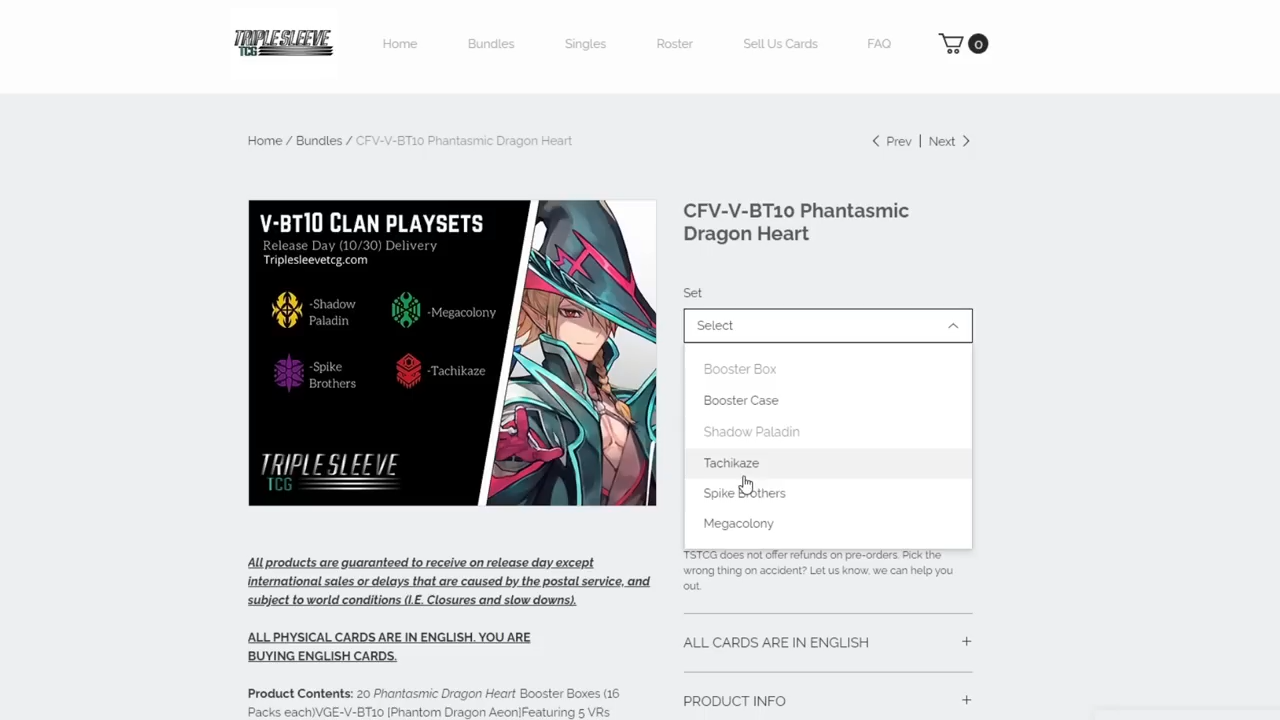 TRIPLE SLEEVE
TCG
Home
Bundles
Singles
Roster
Sell Us Cards
FAQ
0
Home / Bundles / CFV-V-BT10 Phantasmic Dragon Heart
Prev | Next
V-BT10 CLAN PLAYSETS
Release Day (10/30) Delivery
Triplesleevetcg.com
-Shadow
Paladin
-Megacolony
-Spike
Brothers
-Tachikaze
TRIPLE SLEEVE
TCG
CFV-V-BT10 Phantasmic
Dragon Heart
Set
Select
Booster Box
Booster Case
Shadow Paladin
Tachikaze
Spike Brothers
Megacolony
TSTCG does not offer refunds on pre-orders. Pick the
wrong thing on accident? Let us know, we can help you
out.
ALL CARDS ARE IN ENGLISH +
PRODUCT INFO +
All products are guaranteed to receive on release day except
international sales or delays that are caused by the postal service, and
subject to world conditions (I.E. Closures and slow downs).
ALL PHYSICAL CARDS ARE IN ENGLISH. YOU ARE
BUYING ENGLISH CARDS.
Product Contents: 20 Phantasmic Dragon Heart Booster Boxes (16
Packs each)VGE-V-BT10 |Phantom Dragon Aeon|Featuring 5 VRs